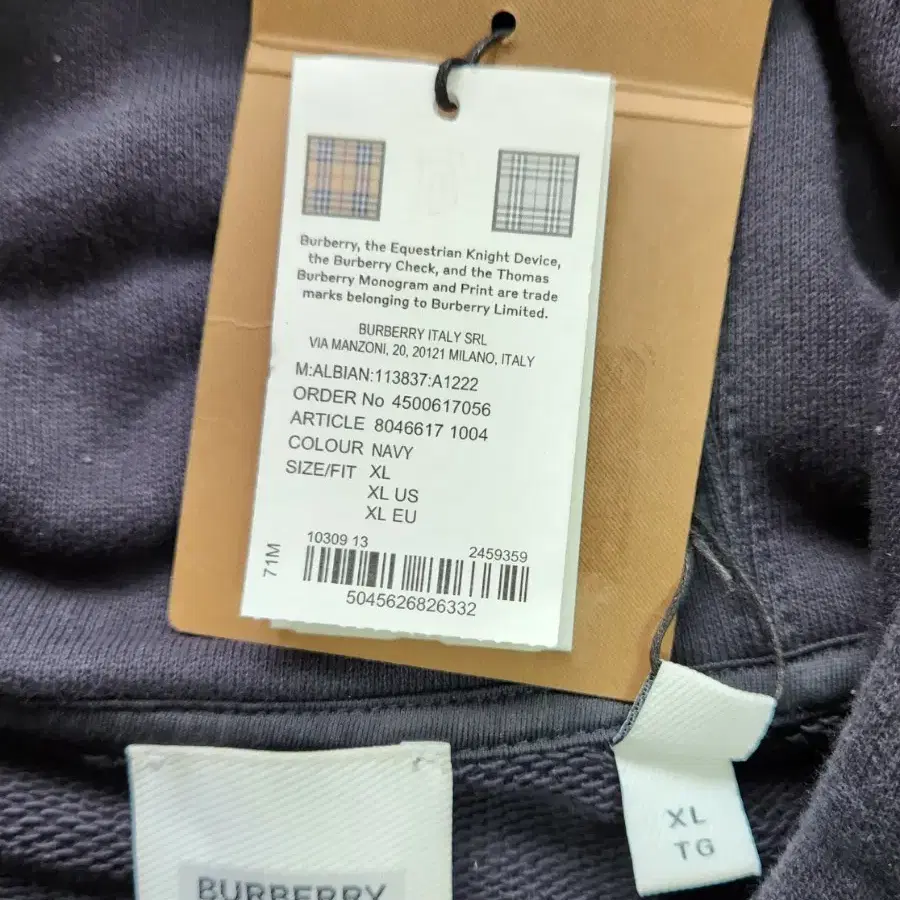 Burberry, the Equestrian Knight Device,
the Burberry Check, and the Thomas
Burberry Monogram and Print are trade
marks belonging to Burberry Limited.
BURBERRY ITALY SRL
VIA MANZONI, 20, 20121 MILANO, ITALY
M:ALBIAN:113837:A1222
ORDER No 4500617056
ARTICLE 8046617 1004
COLOUR NAVY
SIZE/FIT XL
XL US
XL EU
71M
10309 13 2459359
5045626826332
BURBERRY
XL
TG